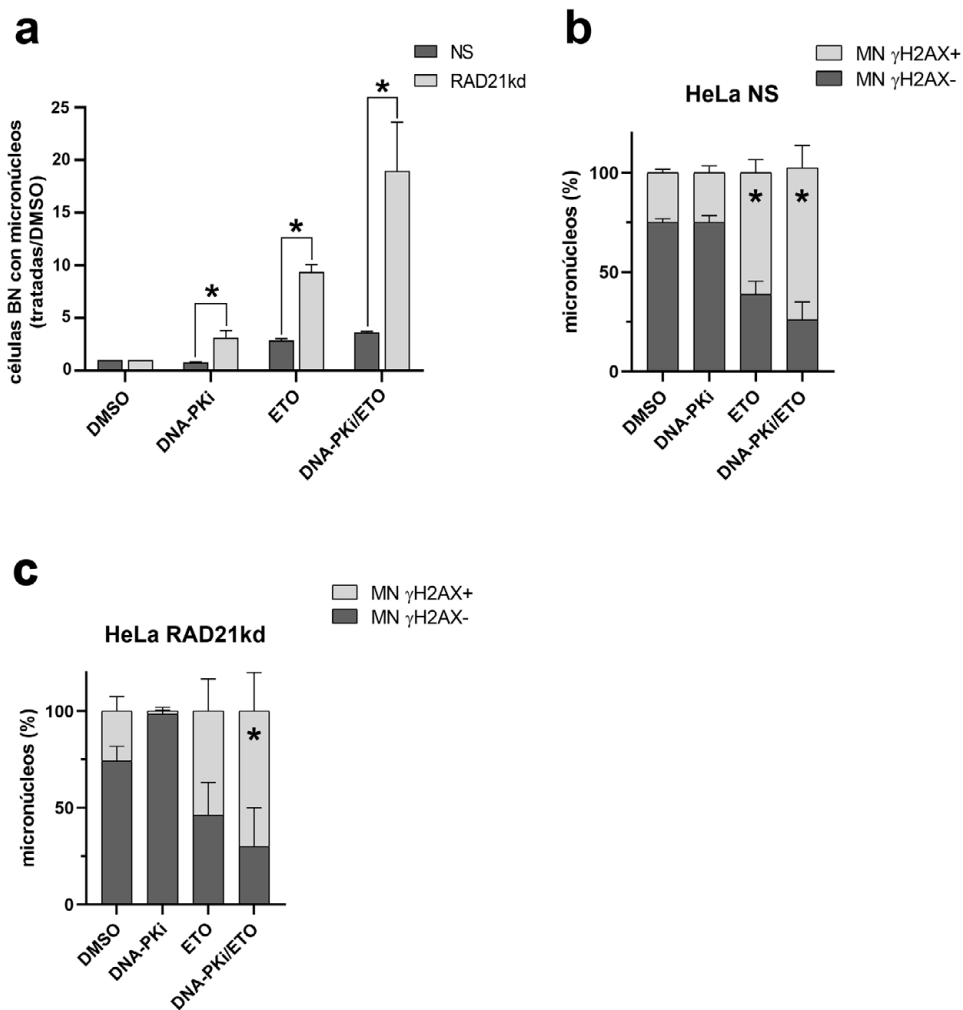 a
NS
RAD21kd
células BN con micronúcleos
(tratadas/DMSO)
25
20
15
10
5
0
*
*
*
DMSO
DNA-PKi
ETO
DNA-PKi/ETO
b
MN γH2AX+
MN γH2AX-
HeLa NS
micronúcleos (%)
100
50
0
*
*
DMSO
DNA-PKi
ETO
DNA-PKi/ETO
c
MN γH2AX+
MN γH2AX-
HeLa RAD21kd
micronúcleos (%)
100
50
0
*
DMSO
DNA-PKi
ETO
DNA-PKi/ETO